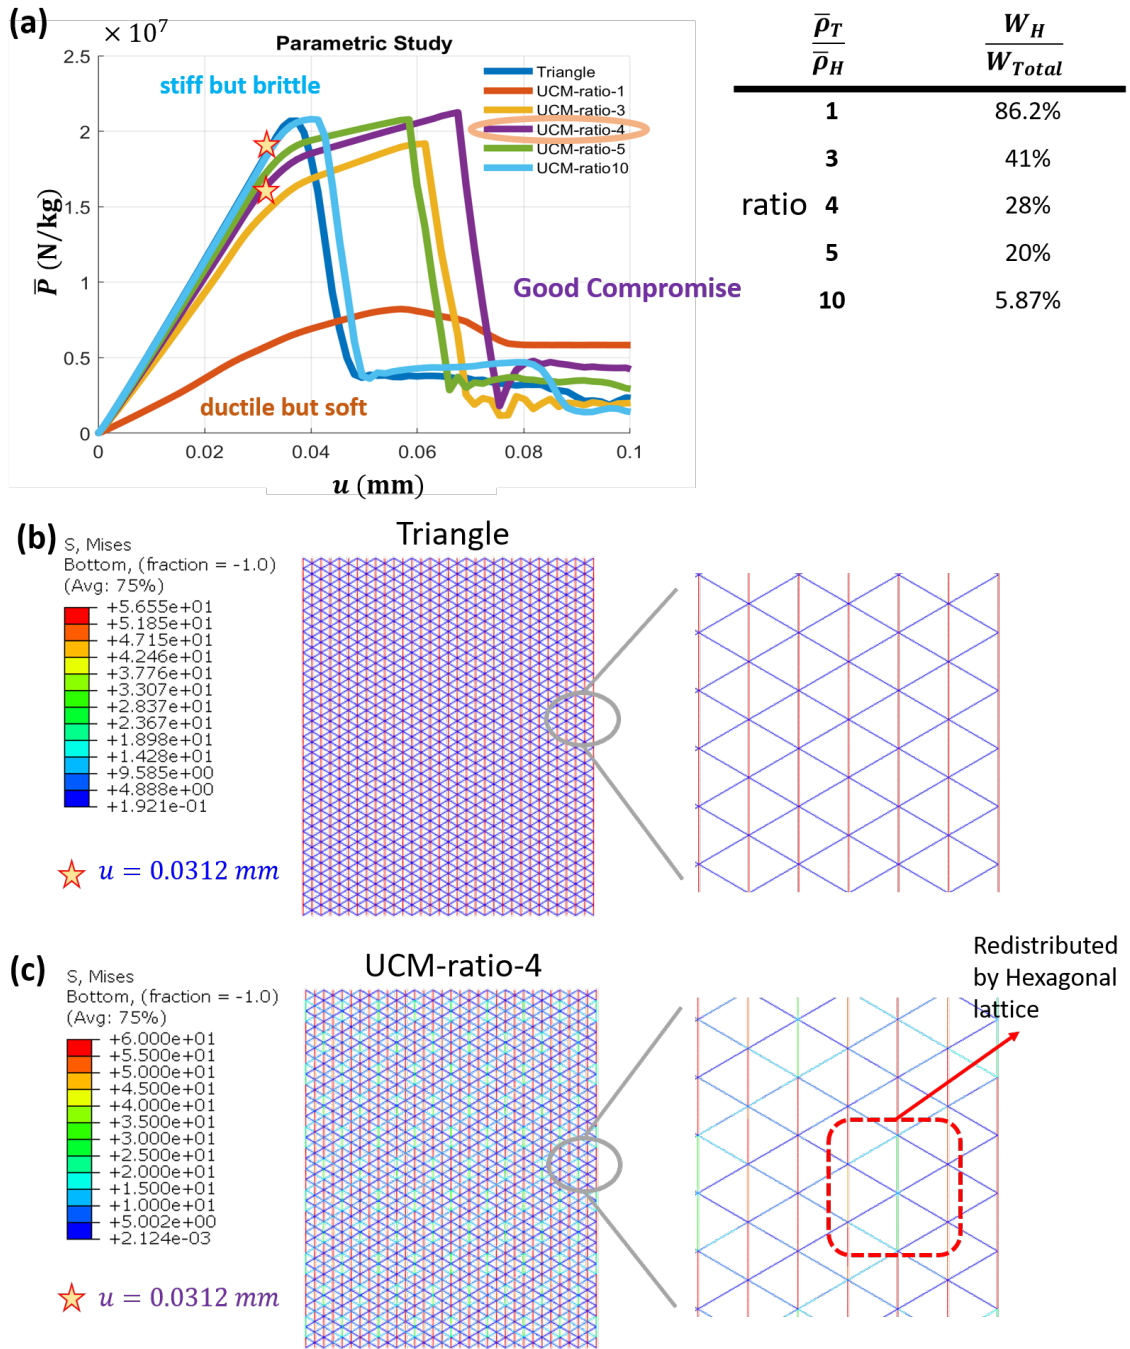 (a)
× 10⁷
Parametric Study
2.5
2
1.5
1
0.5
0
0
0.02
0.04
0.06
0.08
0.1
P̅ (N/kg)
u (mm)
stiff but brittle
Triangle
UCM-ratio-1
UCM-ratio-3
UCM-ratio-4
UCM-ratio-5
UCM-ratio10
Good Compromise
ductile but soft
ρ̅_T / ρ̅_H
W_H / W_Total
1 86.2%
3 41%
ratio 4 28%
5 20%
10 5.87%
(b)
Triangle
S, Mises
Bottom, (fraction = -1.0)
(Avg: 75%)
+5.655e+01
+5.185e+01
+4.715e+01
+4.246e+01
+3.776e+01
+3.307e+01
+2.837e+01
+2.367e+01
+1.898e+01
+1.428e+01
+9.585e+00
+4.888e+00
+1.921e-01
u = 0.0312 mm
(c)
UCM-ratio-4
S, Mises
Bottom, (fraction = -1.0)
(Avg: 75%)
+6.000e+01
+5.500e+01
+5.000e+01
+4.500e+01
+4.000e+01
+3.500e+01
+3.000e+01
+2.500e+01
+2.000e+01
+1.500e+01
+1.000e+01
+5.002e+00
+2.124e-03
u = 0.0312 mm
Redistributed
by Hexagonal
lattice